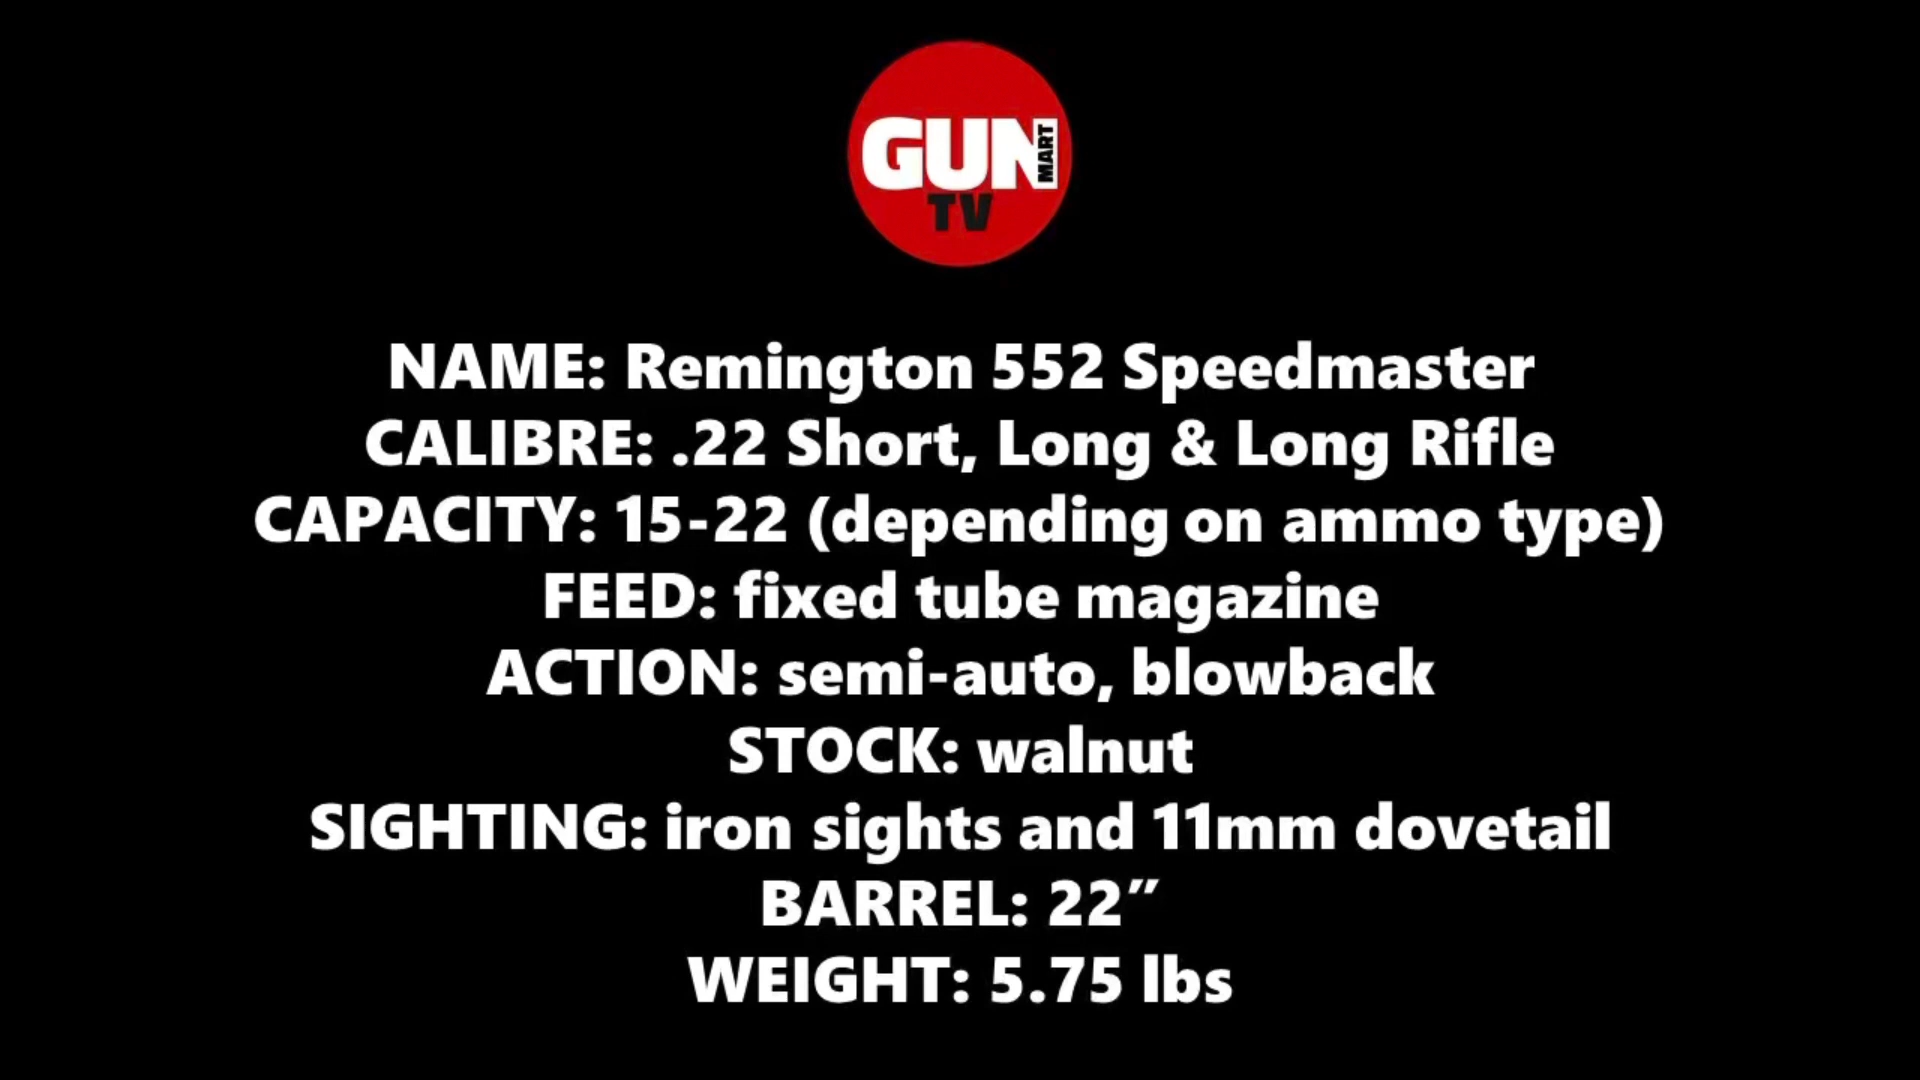 GUN MART
TV
NAME: Remington 552 Speedmaster
CALIBRE: .22 Short, Long & Long Rifle
CAPACITY: 15-22 (depending on ammo type)
FEED: fixed tube magazine
ACTION: semi-auto, blowback
STOCK: walnut
SIGHTING: iron sights and 11mm dovetail
BARREL: 22”
WEIGHT: 5.75 lbs